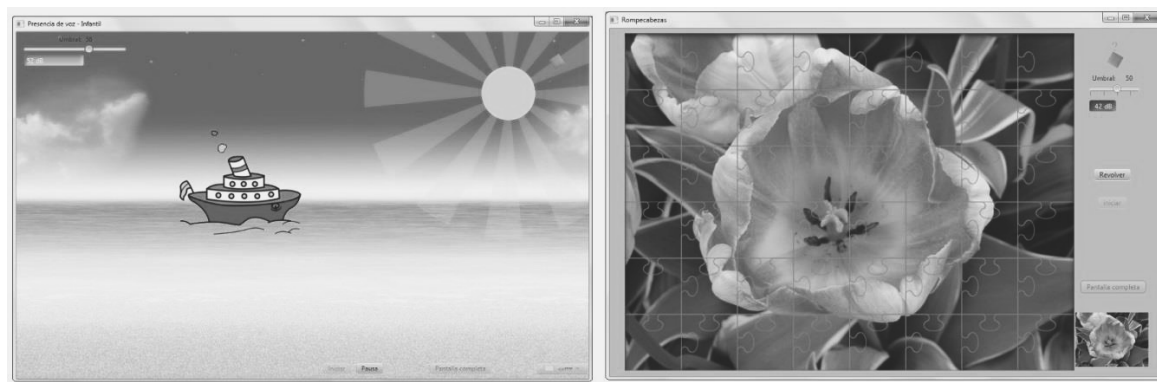 Presencia de voz - Infantil
Umbral: 50
52 dB
Iniciar
Pausa
Pantalla completa
Rompecabezas
?
Umbral: 50
42 dB
Revolver
Iniciar
Pantalla completa